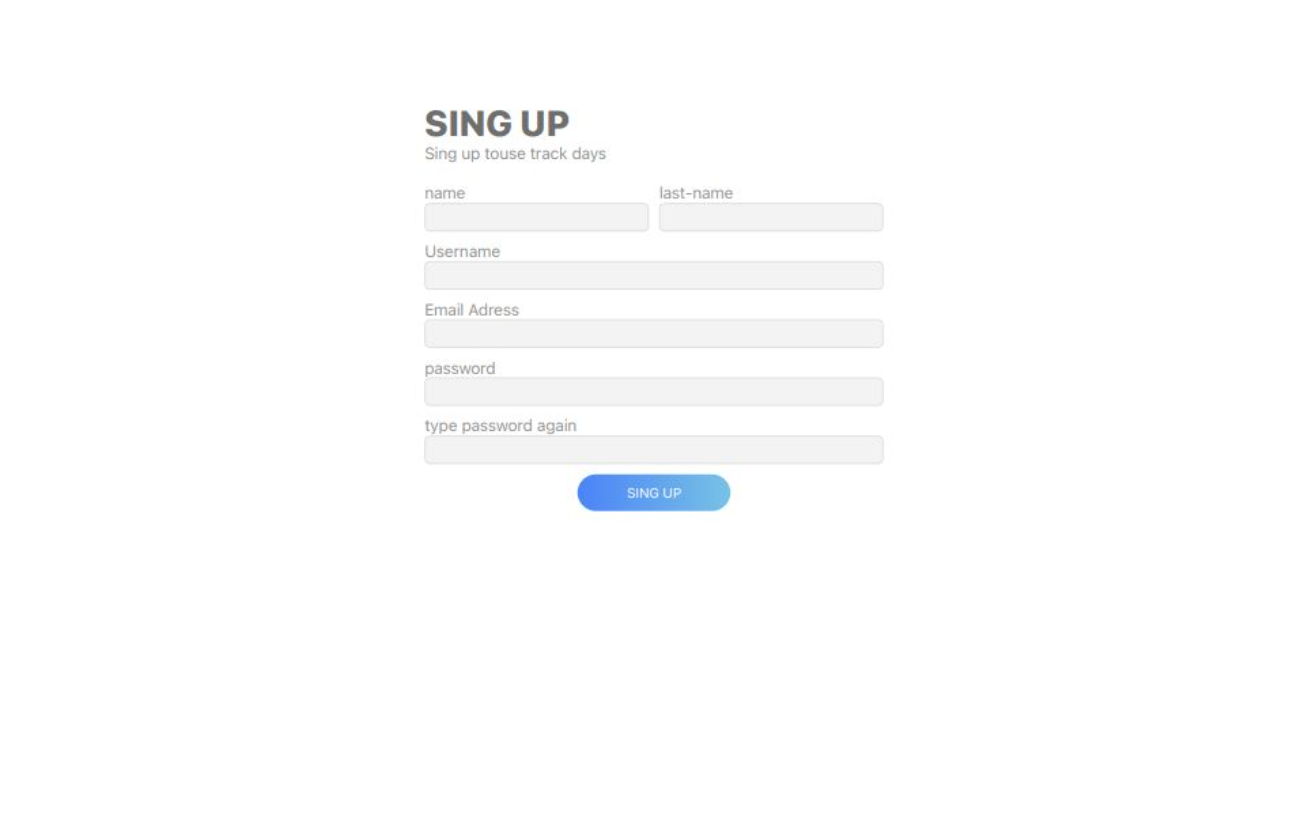 SING UP
Sing up touse track days
name last-name
Username
Email Adress
password
type password again
SING UP